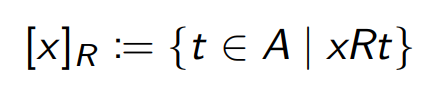 [x]_R := {t ∈ A | xRt}